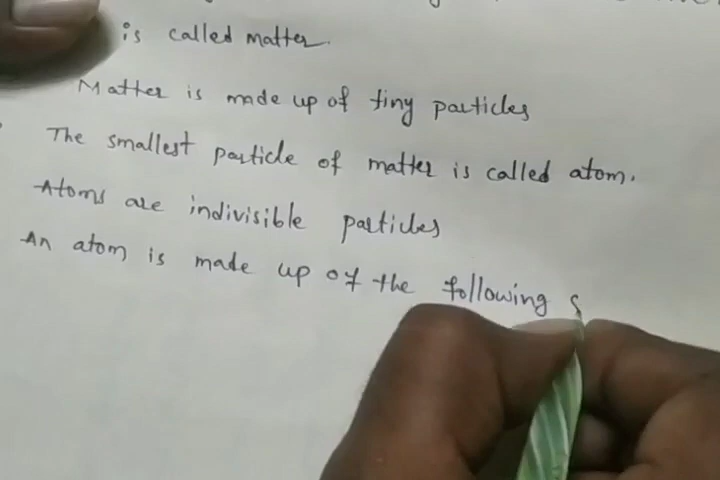 is called matter.
Matter is made up of tiny particles
The smallest particle of matter is called atom.
Atoms are indivisible particles
An atom is made up of the following s